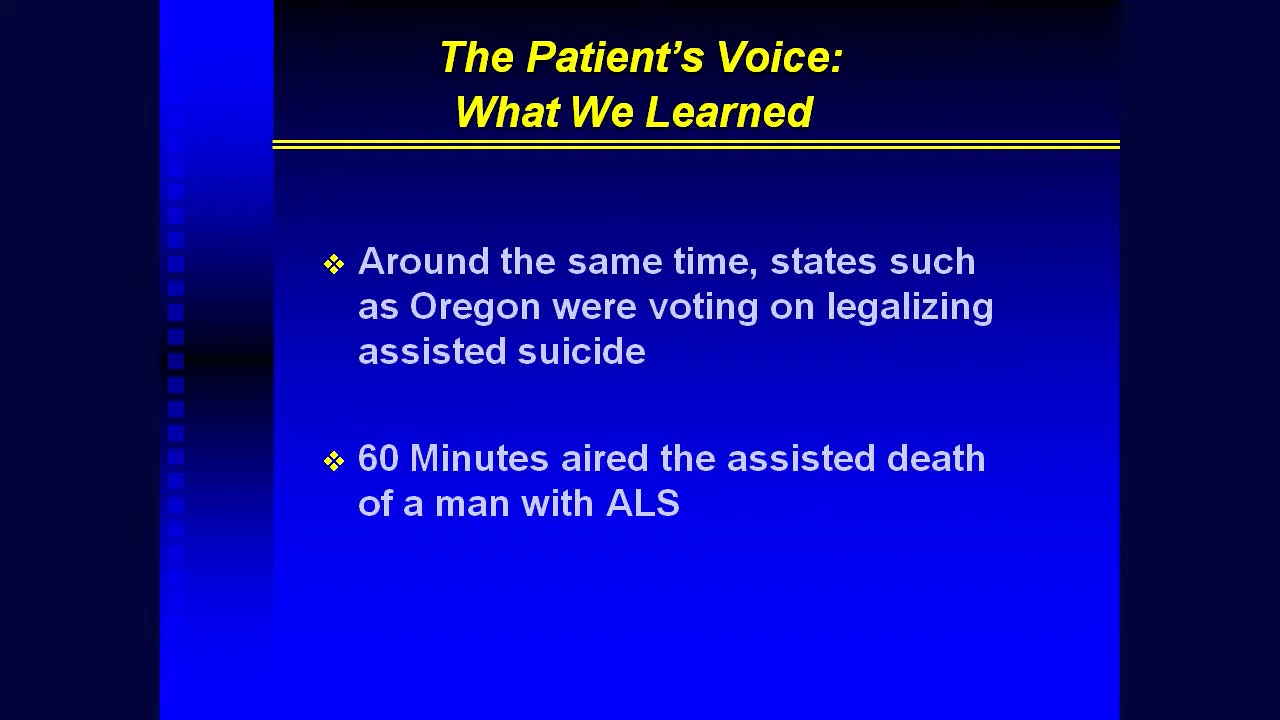 The Patient’s Voice:
What We Learned
Around the same time, states such
as Oregon were voting on legalizing
assisted suicide
60 Minutes aired the assisted death
of a man with ALS